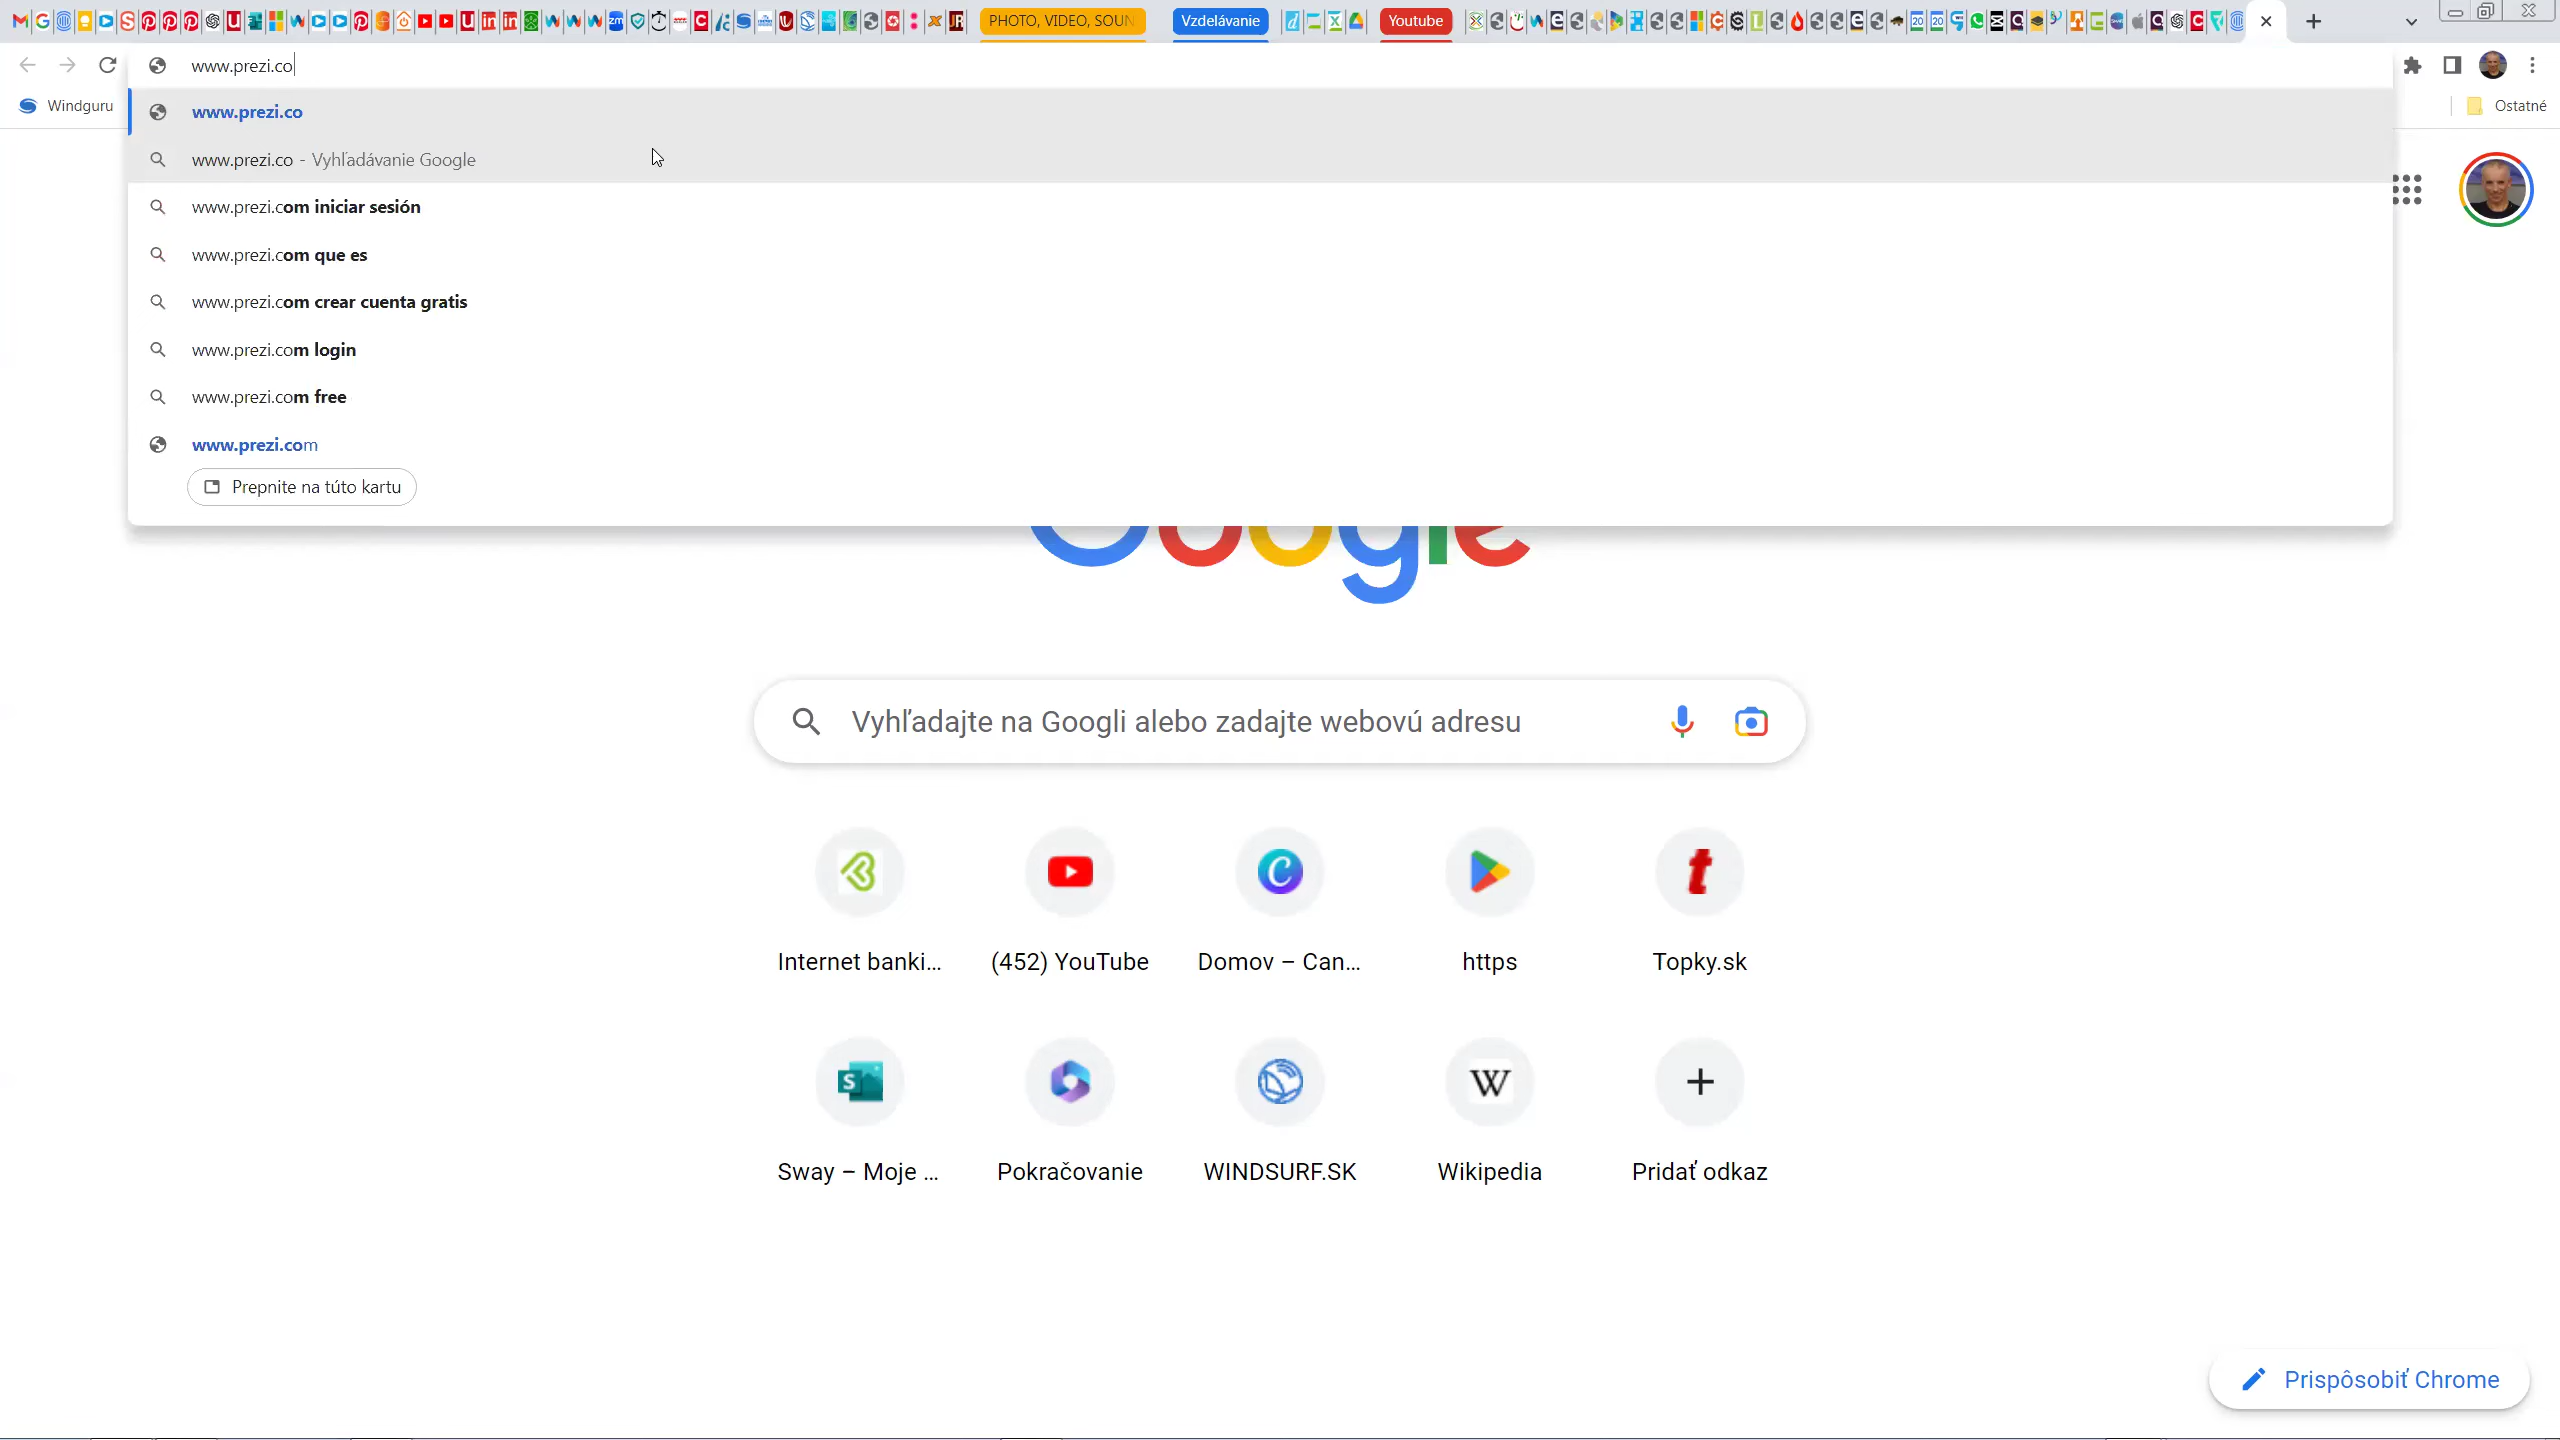 PHOTO, VIDEO, SOUN
Vzdelávanie
Youtube
www.prezi.co
Windguru
Ostatné
www.prezi.co
www.prezi.co - Vyhľadávanie Google
www.prezi.com iniciar sesión
www.prezi.com que es
www.prezi.com crear cuenta gratis
www.prezi.com login
www.prezi.com free
www.prezi.com
Prepnite na túto kartu
Google
Vyhľadajte na Googli alebo zadajte webovú adresu
Internet banki...
(452) YouTube
Domov – Can...
https
Topky.sk
Sway – Moje ...
Pokračovanie
WINDSURF.SK
Wikipedia
Pridať odkaz
Prispôsobiť Chrome